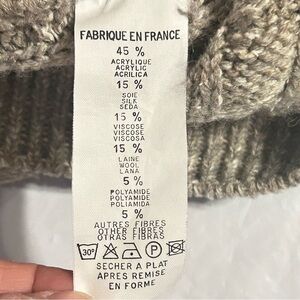 FABRIQUE EN FRANCE
45 %
ACRYLIQUE
ACRYLIC
ACRILICA
15 %
SOIE
SILK
SEDA
15 %
VISCOSE
VISCOSE
VISCOSA
15 %
LAINE
WOOL
LANA
5 %
POLYAMIDE
POLYAMIDE
POLIAMIDA
5 %
AUTRES FIBRES
OTHER FIBRES
OTRAS FIBRAS
30° P
SECHER A PLAT
APRES REMISE
EN FORME